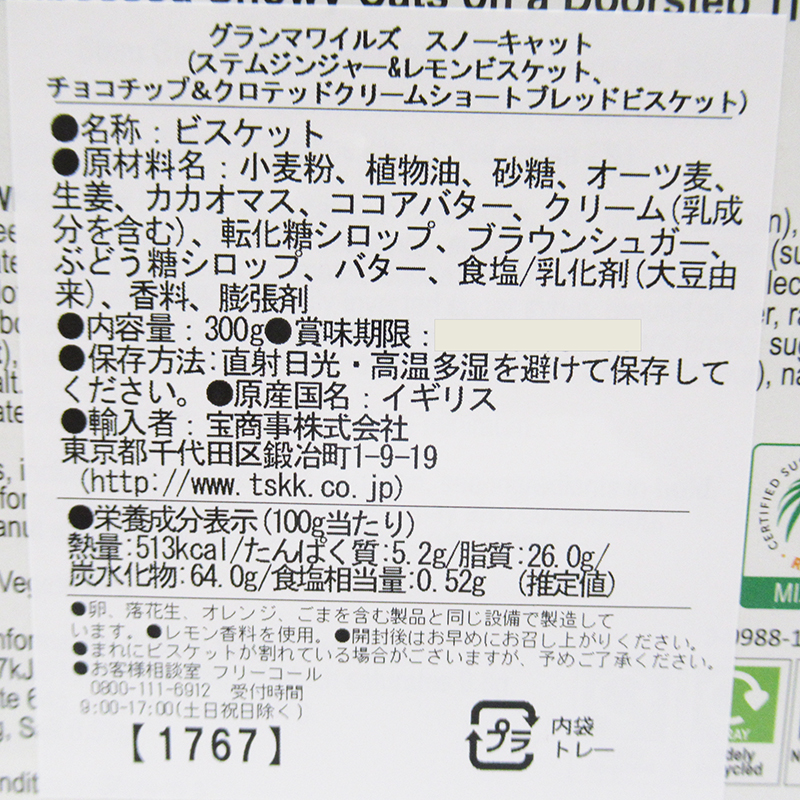 on a Doorstep
グランマワイルズ スノーキャット
(ステムジンジャー&レモンビスケット、
チョコチップ&クロテッドクリームショートブレッドビスケット)
●名称：ビスケット
●原材料名：小麦粉、植物油、砂糖、オーツ麦、
生姜、カカオマス、ココアバター、クリーム(乳成
分を含む)、転化糖シロップ、ブラウンシュガー、
ぶどう糖シロップ、バター、食塩/乳化剤(大豆由
来)、香料、膨張剤
●内容量：300g●賞味期限：
●保存方法:直射日光・高温多湿を避けて保存して
ください。●原産国名：イギリス
●輸入者：宝商事株式会社
東京都千代田区鍛冶町1-9-19
(http://www.tskk.co.jp)
●栄養成分表示(100g当たり)
熱量:513kcal/たんぱく質:5.2g/脂質:26.0g/
炭水化物:64.0g/食塩相当量:0.52g (推定値)
●卵、落花生、オレンジ、ごまを含む製品と同じ設備で製造して
います。●レモン香料を使用。●開封後はお早めにお召し上がりください。
●まれにビスケットが割れている場合がございますが、予めご了承ください。
●お客様相談室 フリーコール
0800-111-6912 受付時間
9:00-17:00(土日祝日除く)
【1767】
プラ
内袋
トレー
CERTIFIED